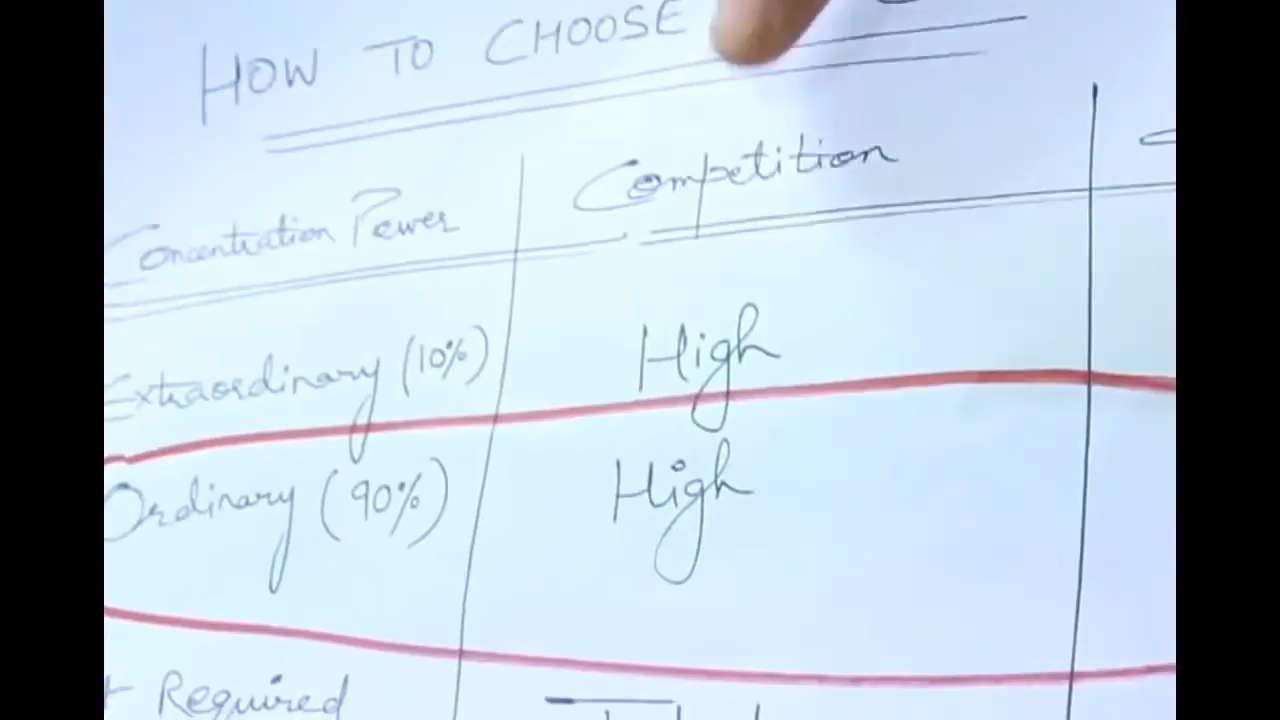 HOW TO CHOOSE
Concentration Power Competition
Extraordinary (10%) High
Ordinary (90%) High
Required